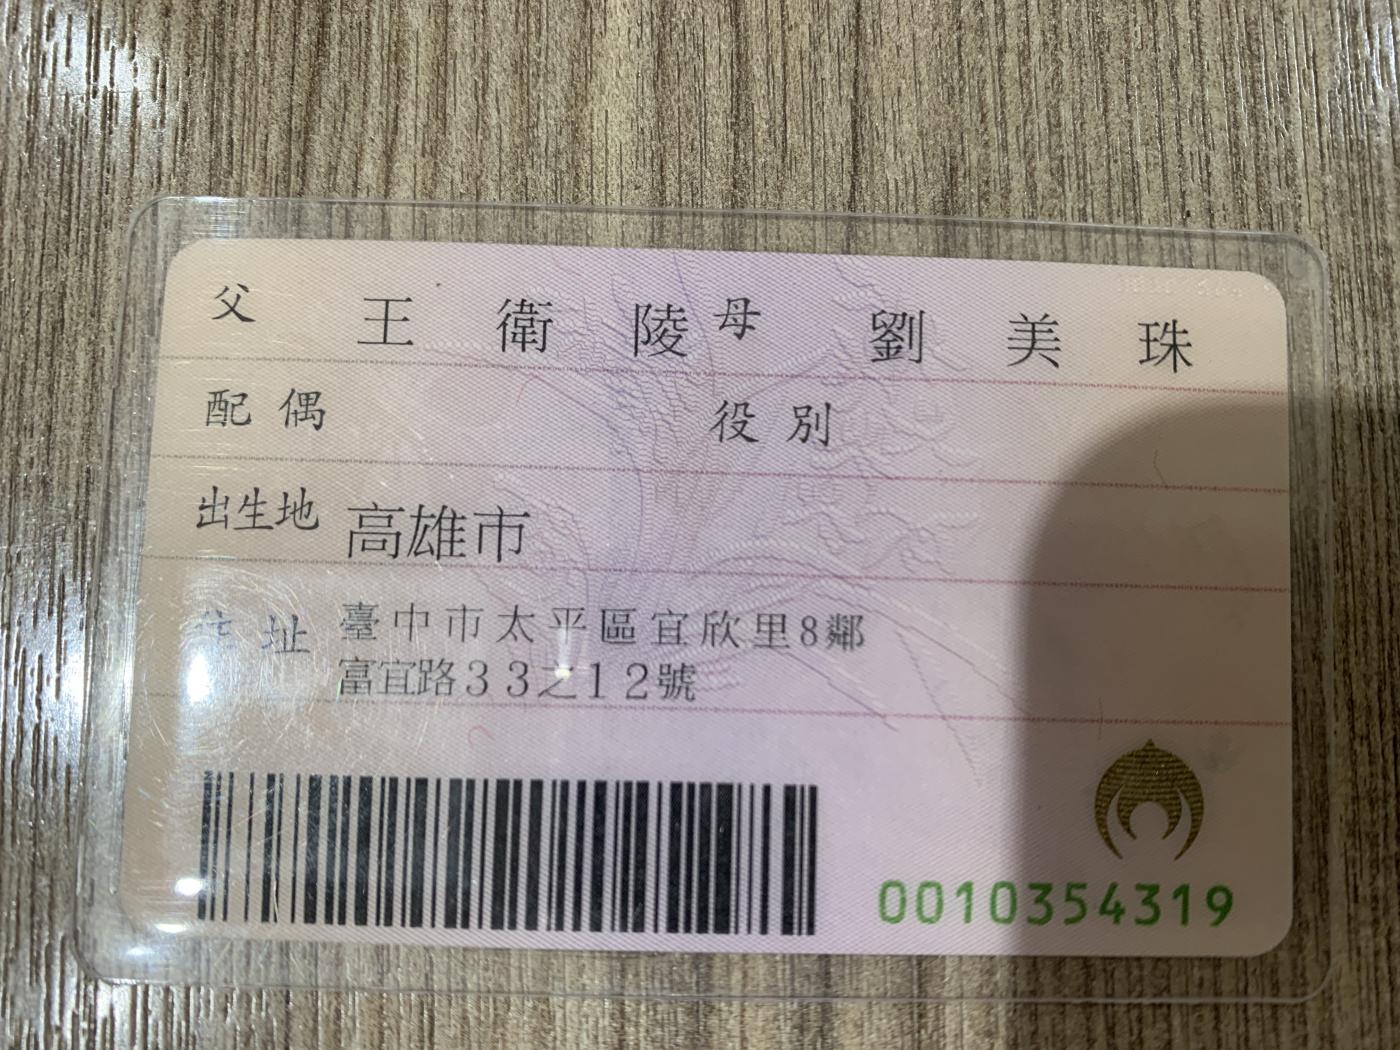 父 王衛陵 母 劉美珠
配偶 役別
出生地 高雄市
住址 臺中市太平區宜欣里8鄰
富宜路33之12號
0010354319